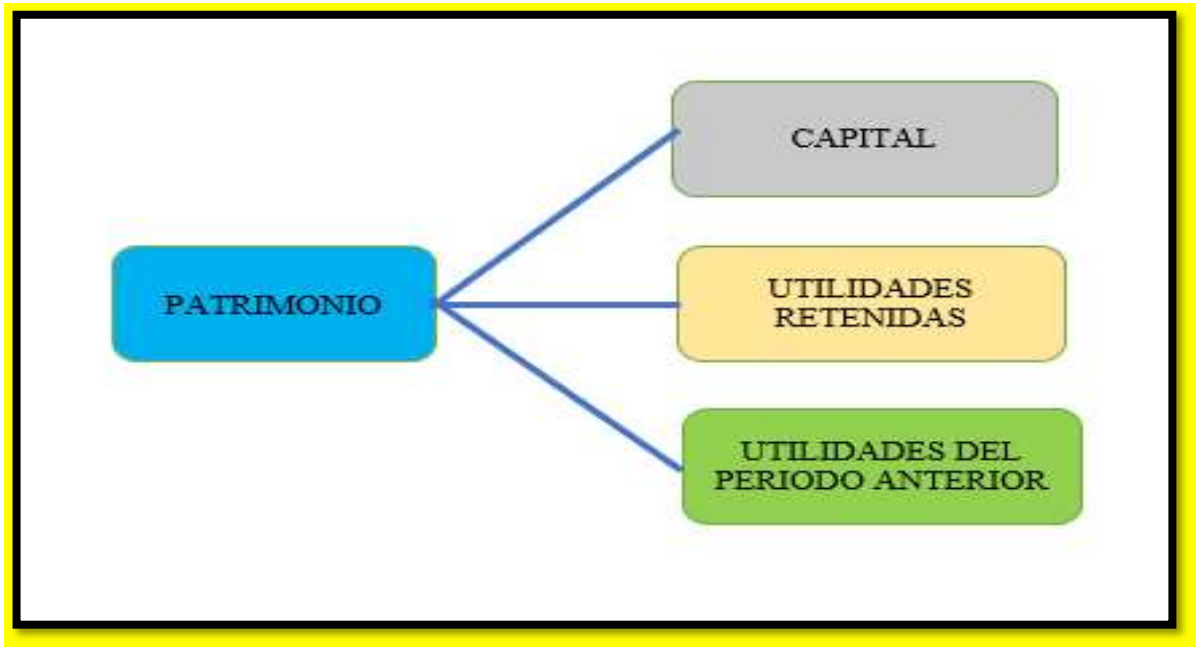 CAPITAL
PATRIMONIO
UTILIDADES
RETENIDAS
UTILIDADES DEL
PERIODO ANTERIOR